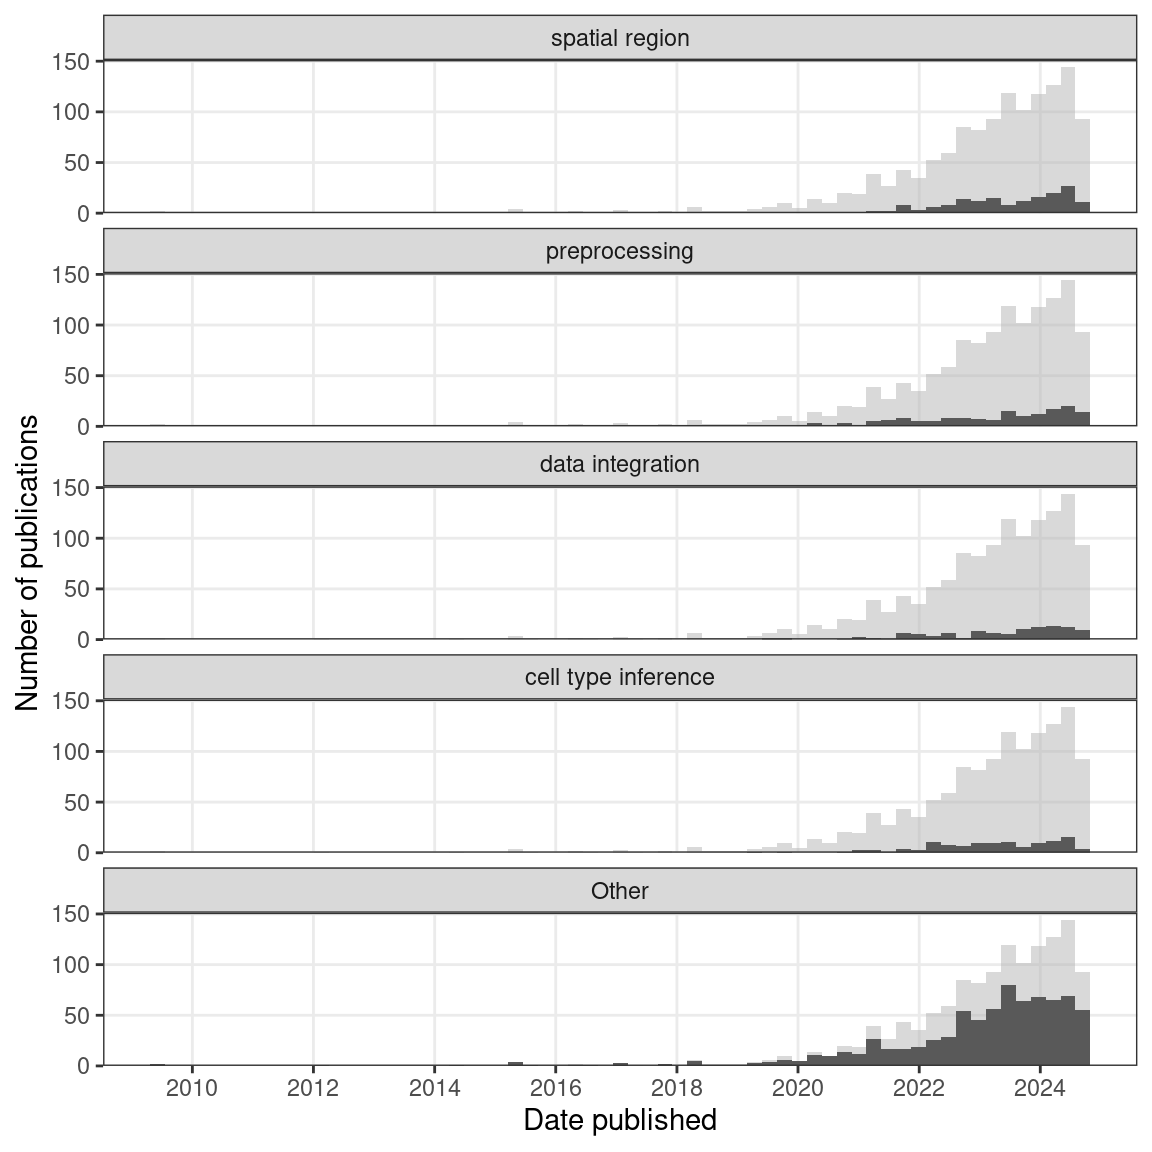 spatial region
150
100
50
0
preprocessing
150
100
50
0
data integration
150
100
50
0
cell type inference
150
100
50
0
Other
150
100
50
0
2010 2012 2014 2016 2018 2020 2022 2024
Date published
Number of publications